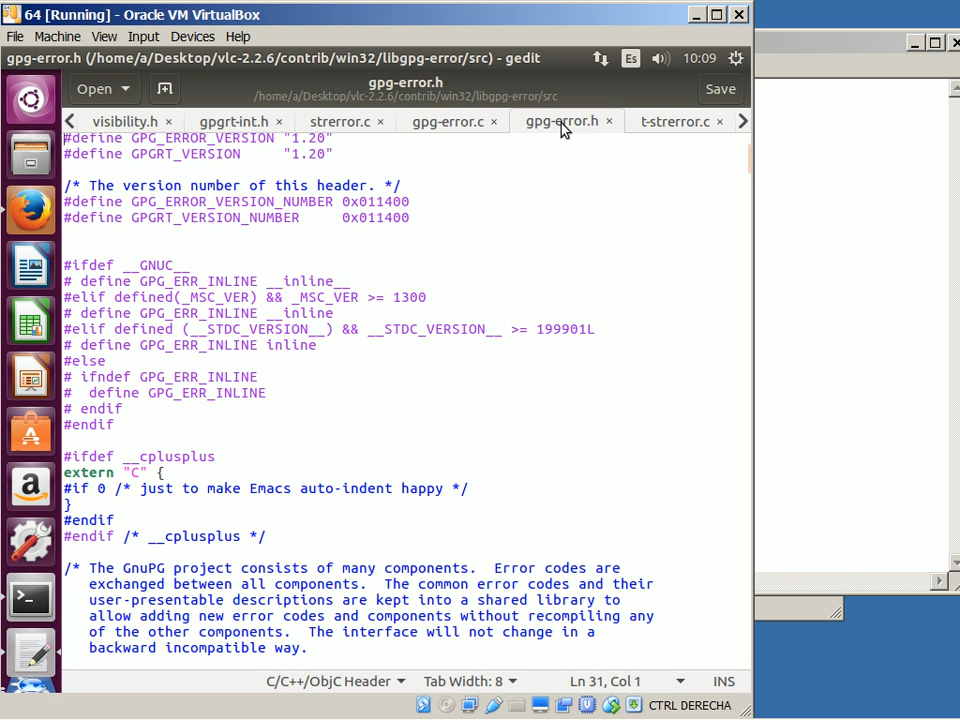 64 [Running] - Oracle VM VirtualBox
File Machine View Input Devices Help
gpg-error.h (/home/a/Desktop/vlc-2.2.6/contrib/win32/libgpg-error/src) - gedit
Es
10:09
Open
gpg-error.h
/home/a/Desktop/vlc-2.2.6/contrib/win32/libgpg-error/src
Save
visibility.h × gpgrt-int.h × strerror.c × gpg-error.c × gpg-error.h × t-strerror.c ×
#define GPG_ERROR_VERSION "1.20"
#define GPGRT_VERSION     "1.20"
/* The version number of this header. */
#define GPG_ERROR_VERSION_NUMBER 0x011400
#define GPGRT_VERSION_NUMBER     0x011400
#ifdef __GNUC__
# define GPG_ERR_INLINE __inline__
#elif defined(_MSC_VER) && _MSC_VER >= 1300
# define GPG_ERR_INLINE __inline
#elif defined (__STDC_VERSION__) && __STDC_VERSION__ >= 199901L
# define GPG_ERR_INLINE inline
#else
# ifndef GPG_ERR_INLINE
#  define GPG_ERR_INLINE
# endif
#endif
#ifdef __cplusplus
extern "C" {
#if 0 /* just to make Emacs auto-indent happy */
}
#endif
#endif /* __cplusplus */
/* The GnuPG project consists of many components.  Error codes are
exchanged between all components.  The common error codes and their
user-presentable descriptions are kept into a shared library to
allow adding new error codes and components without recompiling any
of the other components.  The interface will not change in a
backward incompatible way.
C/C++/ObjC Header Tab Width: 8 Ln 31, Col 1 INS
CTRL DERECHA